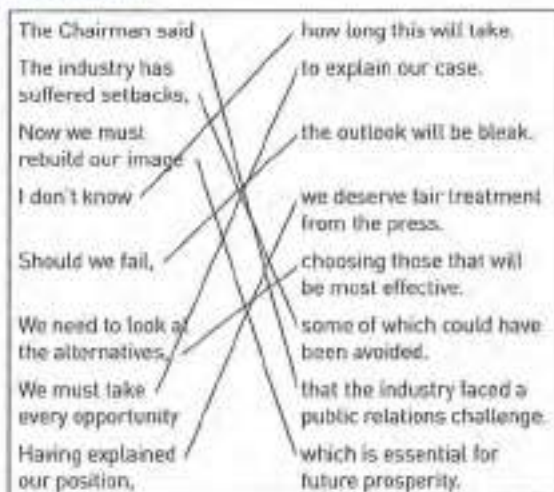 The Chairman said
The industry has
suffered setbacks,
Now we must
rebuild our image
I don't know
Should we fail,
We need to look at
the alternatives,
We must take
every opportunity
Having explained
our position,
how long this will take.
to explain our case.
the outlook will be bleak.
we deserve fair treatment
from the press.
choosing those that will
be most effective.
some of which could have
been avoided.
that the industry faced a
public relations challenge.
which is essential for
future prosperity.